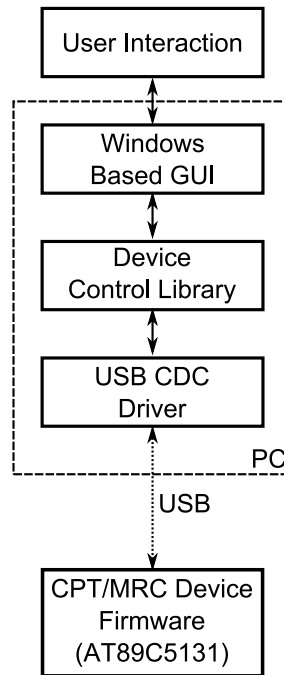 User Interaction
Windows
Based GUI
Device
Control Library
USB CDC
Driver
PC
USB
CPT/MRC Device
Firmware
(AT89C5131)